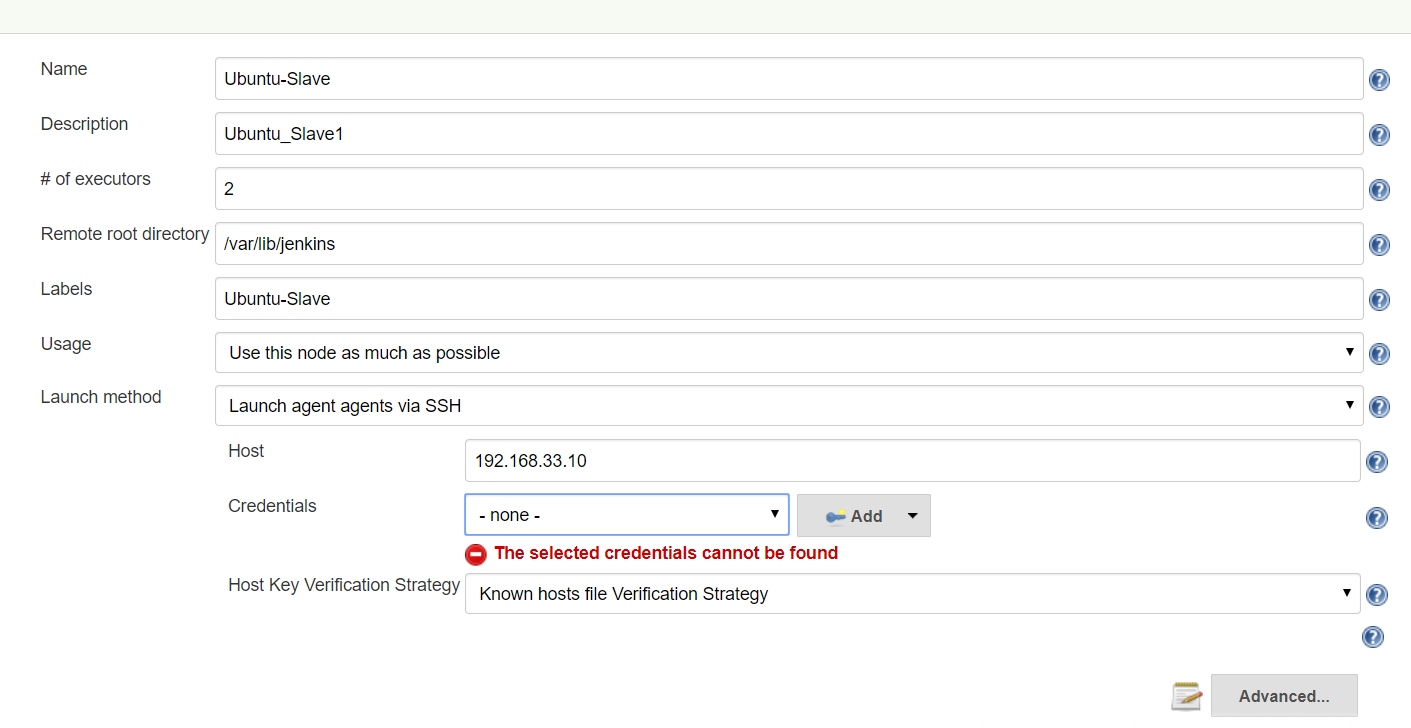 Name
Ubuntu-Slave
Description
Ubuntu_Slave1
# of executors
2
Remote root directory
/var/lib/jenkins
Labels
Ubuntu-Slave
Usage
Use this node as much as possible
Launch method
Launch agent agents via SSH
Host
192.168.33.10
Credentials
- none -
Add
The selected credentials cannot be found
Host Key Verification Strategy
Known hosts file Verification Strategy
Advanced...